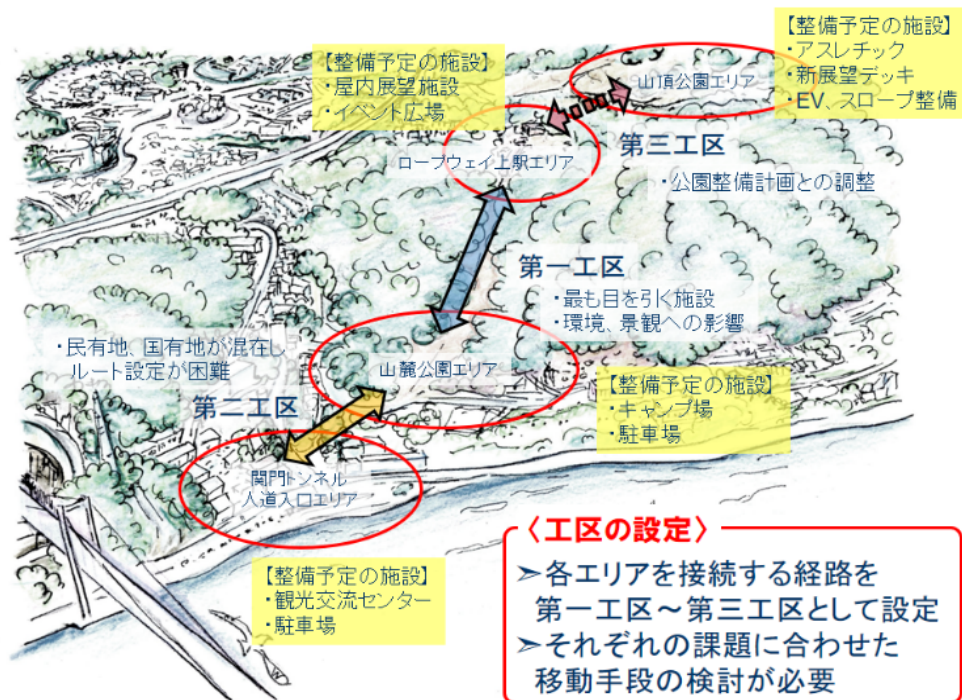 【整備予定の施設】
・屋内展望施設
・イベント広場
【整備予定の施設】
・アスレチック
・新展望デッキ
・EV、スロープ整備
山頂公園エリア
ロープウェイ上駅エリア
第三工区
・公園整備計画との調整
第一工区
・最も目を引く施設
・環境、景観への影響
・民有地、国有地が混在し
ルート設定が困難
山麓公園エリア
第二工区
【整備予定の施設】
・キャンプ場
・駐車場
関門トンネル
人道入口エリア
【整備予定の施設】
・観光交流センター
・駐車場
〈工区の設定〉
➢各エリアを接続する経路を
第一工区～第三工区として設定
➢それぞれの課題に合わせた
移動手段の検討が必要